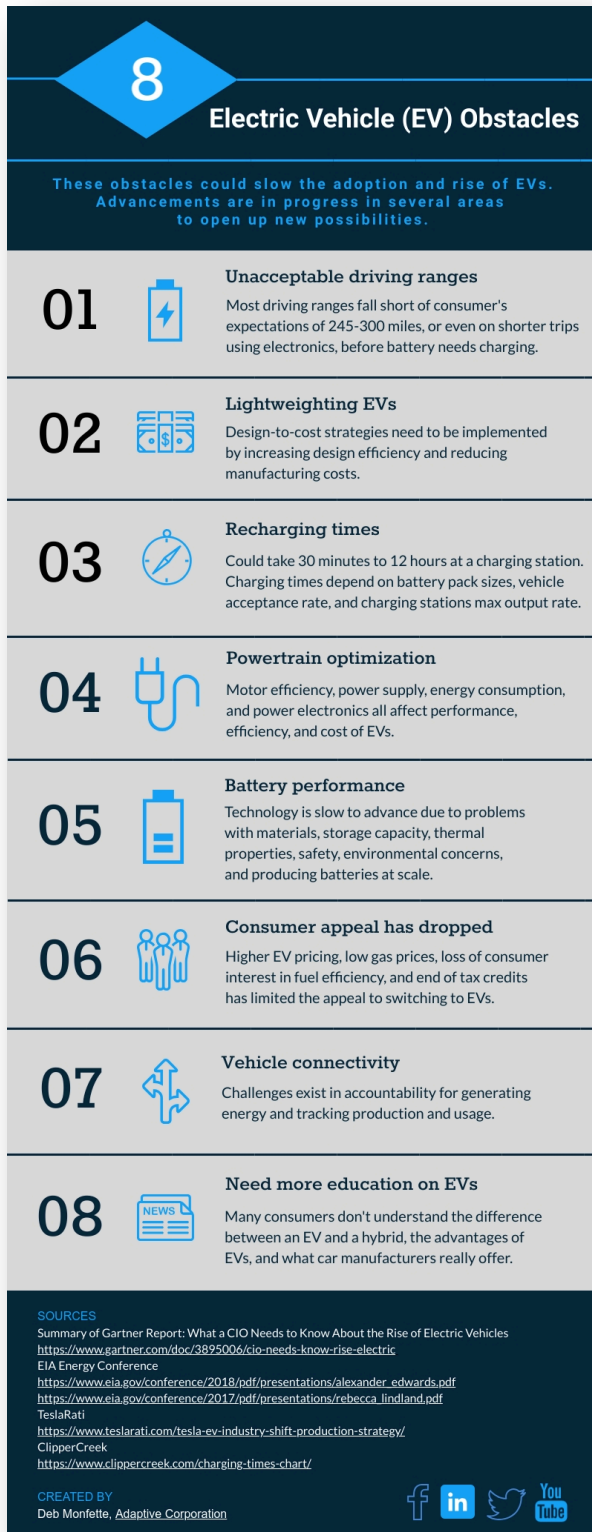 8
Electric Vehicle (EV) Obstacles
These obstacles could slow the adoption and rise of EVs.
Advancements are in progress in several areas
to open up new possibilities.
01
Unacceptable driving ranges
Most driving ranges fall short of consumer's
expectations of 245-300 miles, or even on shorter trips
using electronics, before battery needs charging.
02
$
Lightweighting EVs
Design-to-cost strategies need to be implemented
by increasing design efficiency and reducing
manufacturing costs.
03
Recharging times
Could take 30 minutes to 12 hours at a charging station.
Charging times depend on battery pack sizes, vehicle
acceptance rate, and charging stations max output rate.
04
Powertrain optimization
Motor efficiency, power supply, energy consumption,
and power electronics all affect performance,
efficiency, and cost of EVs.
05
Battery performance
Technology is slow to advance due to problems
with materials, storage capacity, thermal
properties, safety, environmental concerns,
and producing batteries at scale.
06
Consumer appeal has dropped
Higher EV pricing, low gas prices, loss of consumer
interest in fuel efficiency, and end of tax credits
has limited the appeal to switching to EVs.
07
Vehicle connectivity
Challenges exist in accountability for generating
energy and tracking production and usage.
08
NEWS
Need more education on EVs
Many consumers don't understand the difference
between an EV and a hybrid, the advantages of
EVs, and what car manufacturers really offer.
SOURCES
Summary of Gartner Report: What a CIO Needs to Know About the Rise of Electric Vehicles
https://www.gartner.com/doc/3895006/cio-needs-know-rise-electric
EIA Energy Conference
https://www.eia.gov/conference/2018/pdf/presentations/alexander_edwards.pdf
https://www.eia.gov/conference/2017/pdf/presentations/rebecca_lindland.pdf
TeslaRati
https://www.teslarati.com/tesla-ev-industry-shift-production-strategy/
ClipperCreek
https://www.clippercreek.com/charging-times-chart/
CREATED BY
Deb Monfette, Adaptive Corporation
f
in
You
Tube